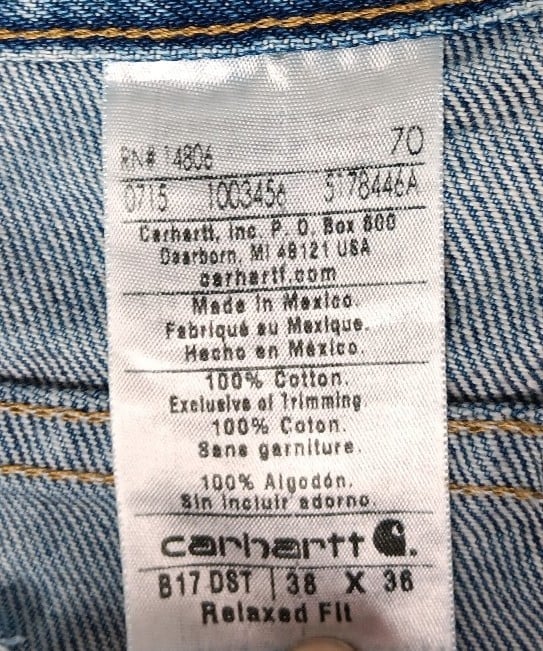 RN# 14806 70
0715 1003456 5178446A
Carhartt, Inc. P. O. Box 600
Dearborn, MI 48121 USA
carhartt.com
Made in Mexico.
Fabriqué au Mexique.
Hecho en México.
100% Cotton.
Exclusive of Trimming.
100% Coton.
Sans garniture.
100% Algodón.
Sin incluir adorno
carhartt
B17 DST | 38 X 36
Relaxed Fit